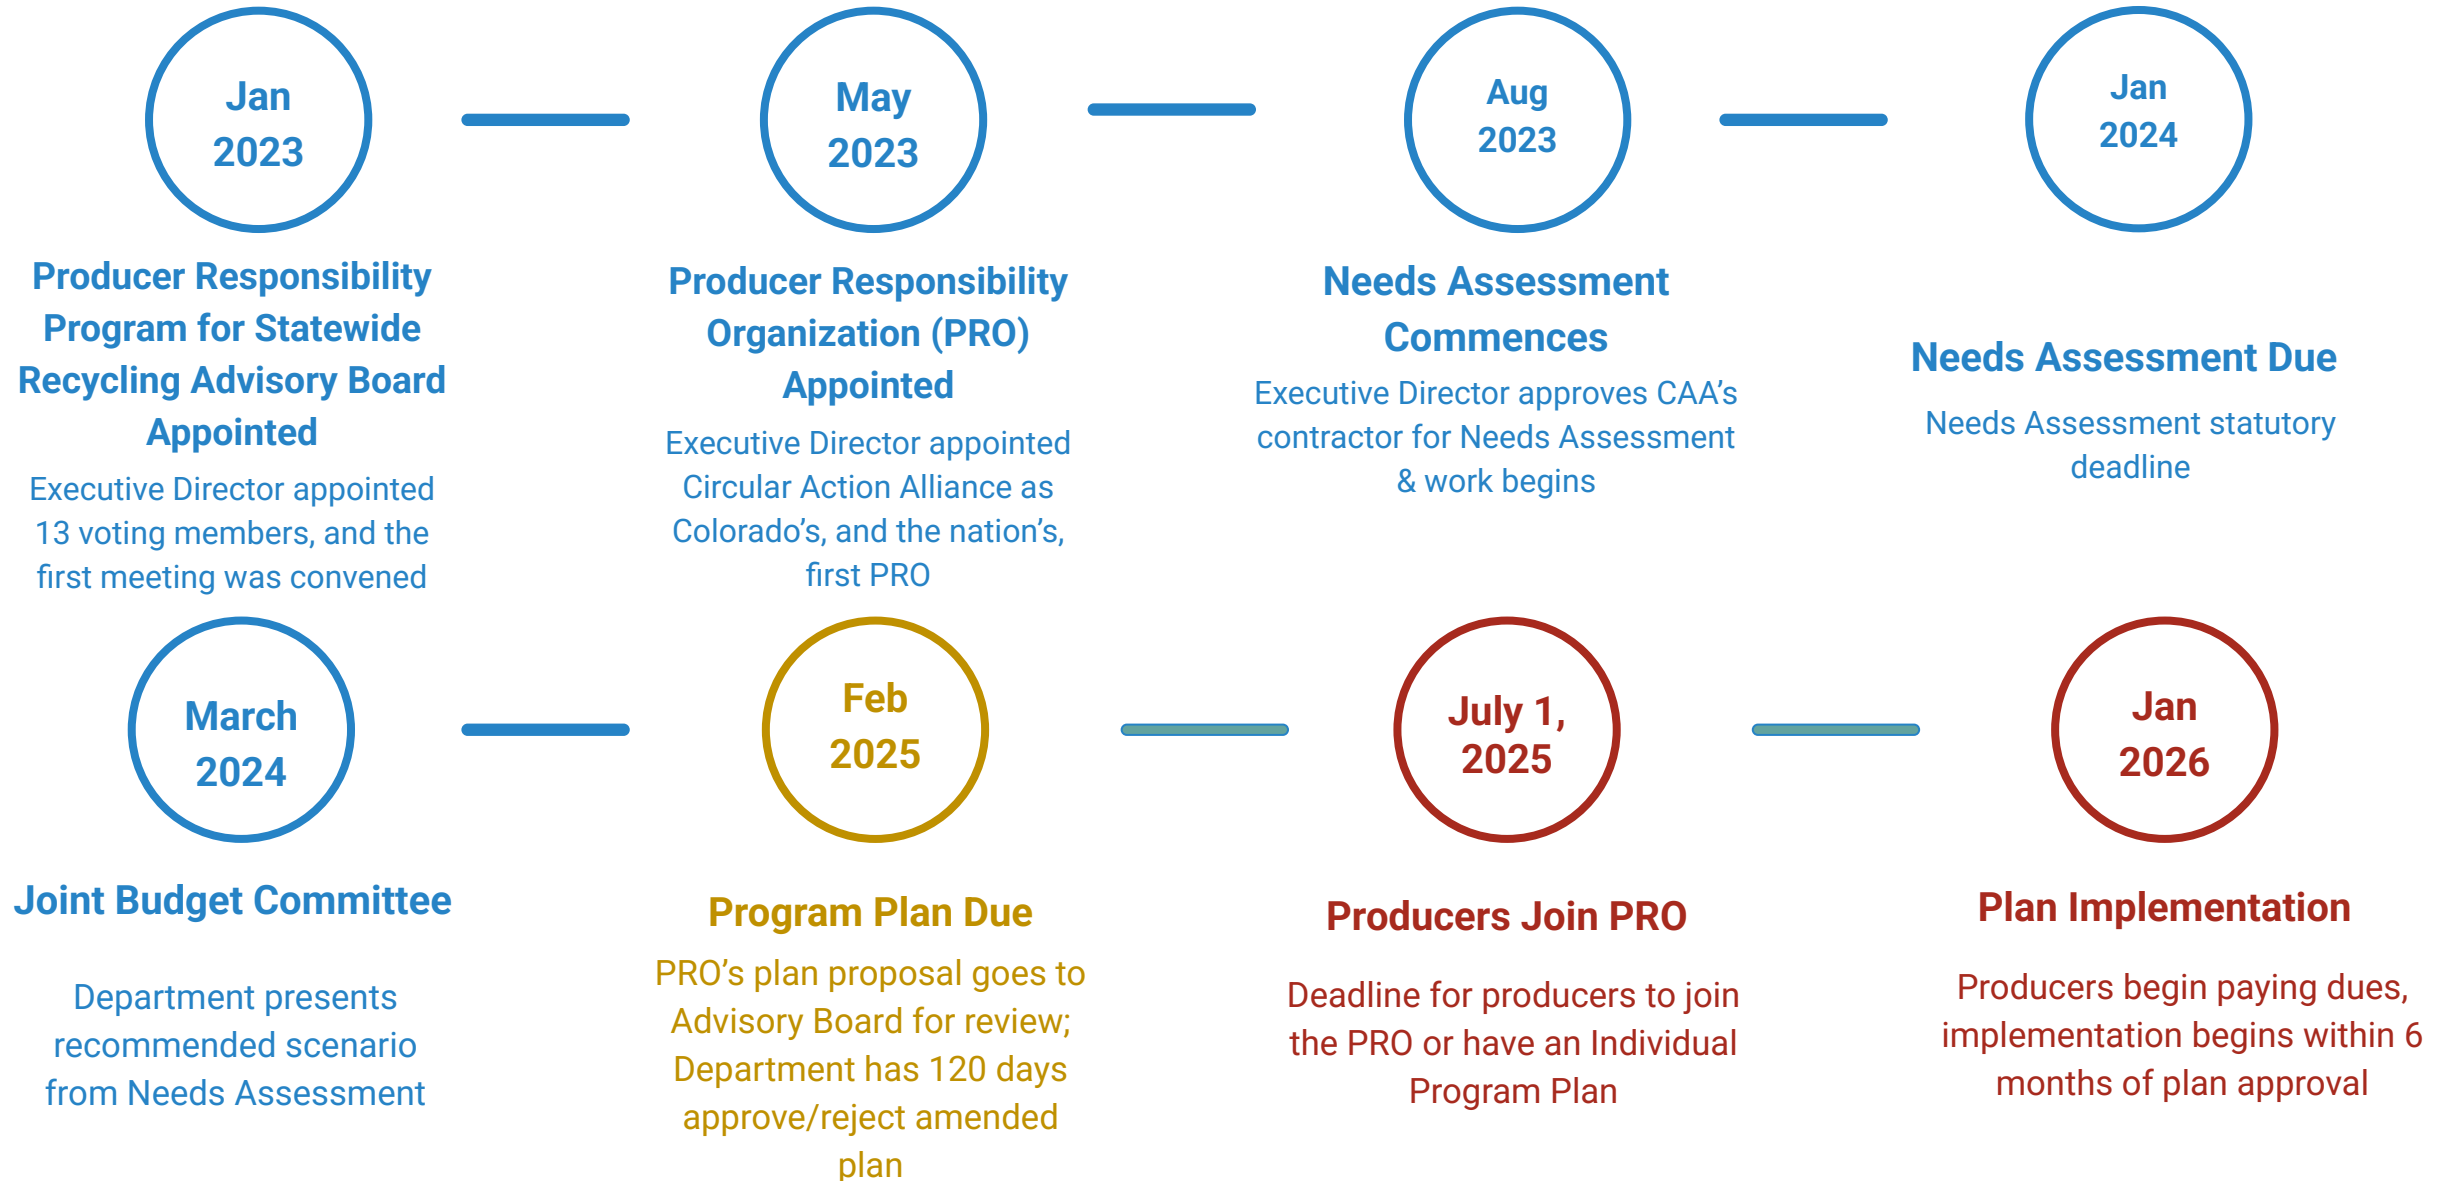 Jan
2023
Producer Responsibility
Program for Statewide
Recycling Advisory Board
Appointed
Executive Director appointed
13 voting members, and the
first meeting was convened
May
2023
Producer Responsibility
Organization (PRO)
Appointed
Executive Director appointed
Circular Action Alliance as
Colorado’s, and the nation’s,
first PRO
Aug
2023
Needs Assessment
Commences
Executive Director approves CAA’s
contractor for Needs Assessment
& work begins
Jan
2024
Needs Assessment Due
Needs Assessment statutory
deadline
March
2024
Joint Budget Committee
Department presents
recommended scenario
from Needs Assessment
Feb
2025
Program Plan Due
PRO’s plan proposal goes to
Advisory Board for review;
Department has 120 days
approve/reject amended
plan
July 1,
2025
Producers Join PRO
Deadline for producers to join
the PRO or have an Individual
Program Plan
Jan
2026
Plan Implementation
Producers begin paying dues,
implementation begins within 6
months of plan approval